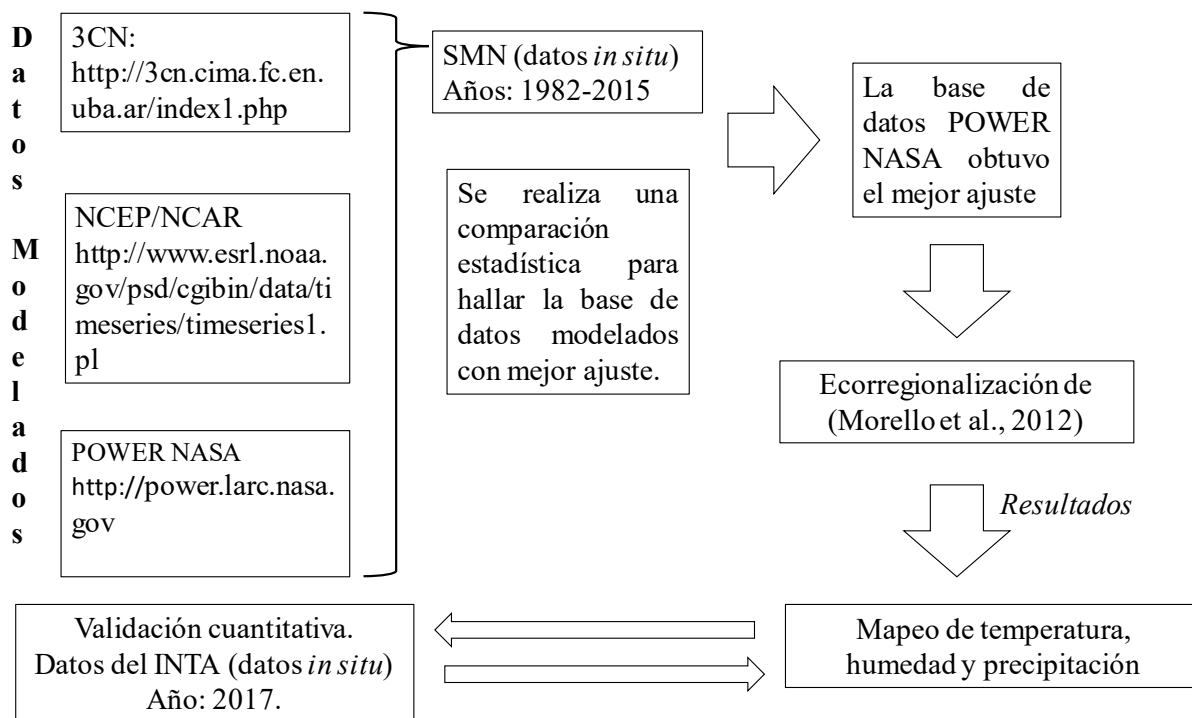 Datos Modelados
3CN:
http://3cn.cima.fc.en.
uba.ar/index1.php
NCEP/NCAR
http://www.esrl.noaa.
gov/psd/cgibin/data/ti
meseries/timeseries1.
pl
POWER NASA
http://power.larc.nasa.
gov
SMN (datos in situ)
Años: 1982-2015
Se realiza una
comparación
estadística para
hallar la base de
datos modelados
con mejor ajuste.
La base de
datos POWER
NASA obtuvo
el mejor ajuste
Ecorregionalización de
(Morello et al., 2012)
Resultados
Mapeo de temperatura,
humedad y precipitación
Validación cuantitativa.
Datos del INTA (datos in situ)
Año: 2017.